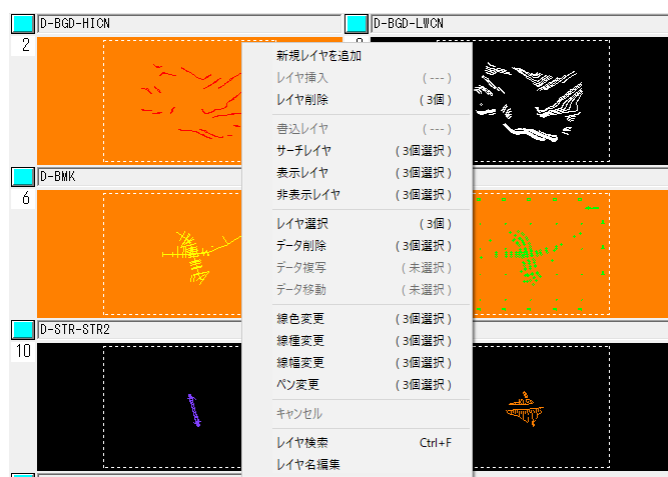 D-BGD-HICN
D-BGD-LWCN
2
新規レイヤを追加
レイヤ挿入 (---)
レイヤ削除 (3個)
書込レイヤ (---)
サーチレイヤ (3個選択)
D-BMK
表示レイヤ (3個選択)
6
非表示レイヤ (3個選択)
レイヤ選択 (3個)
データ削除 (3個選択)
データ複写 (未選択)
データ移動 (未選択)
線色変更 (3個選択)
D-STR-STR2
線種変更 (3個選択)
10
線幅変更 (3個選択)
ペン変更 (3個選択)
キャンセル
レイヤ検索 Ctrl+F
レイヤ名編集